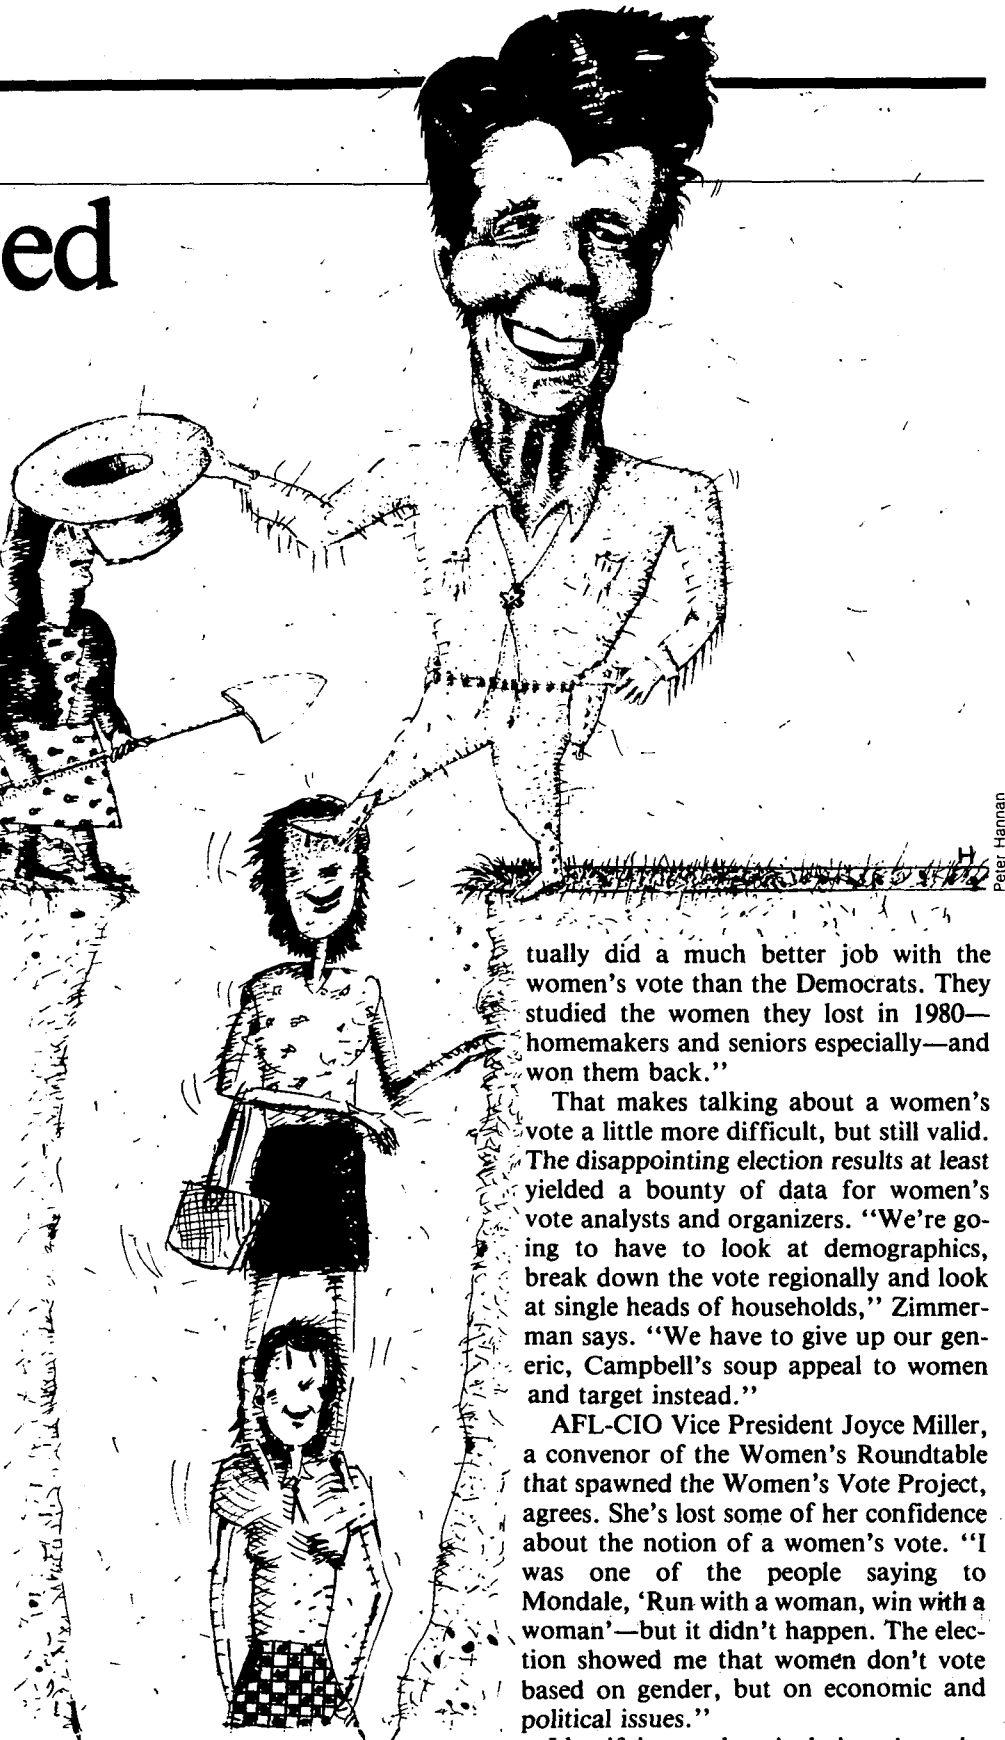 ed
Peter Hannan
H
tually did a much better job with the
women's vote than the Democrats. They
studied the women they lost in 1980—
homemakers and seniors especially—and
won them back.”
That makes talking about a women's
vote a little more difficult, but still valid.
The disappointing election results at least
yielded a bounty of data for women's
vote analysts and organizers. “We're go-
ing to have to look at demographics,
break down the vote regionally and look
at single heads of households,” Zimmer-
man says. “We have to give up our gen-
eric, Campbell's soup appeal to women
and target instead.”
AFL-CIO Vice President Joyce Miller,
a convenor of the Women's Roundtable
that spawned the Women's Vote Project,
agrees. She's lost some of her confidence
about the notion of a women's vote. “I
was one of the people saying to
Mondale, ‘Run with a woman, win with a
woman’—but it didn't happen. The elec-
tion showed me that women don't vote
based on gender, but on economic and
political issues.”